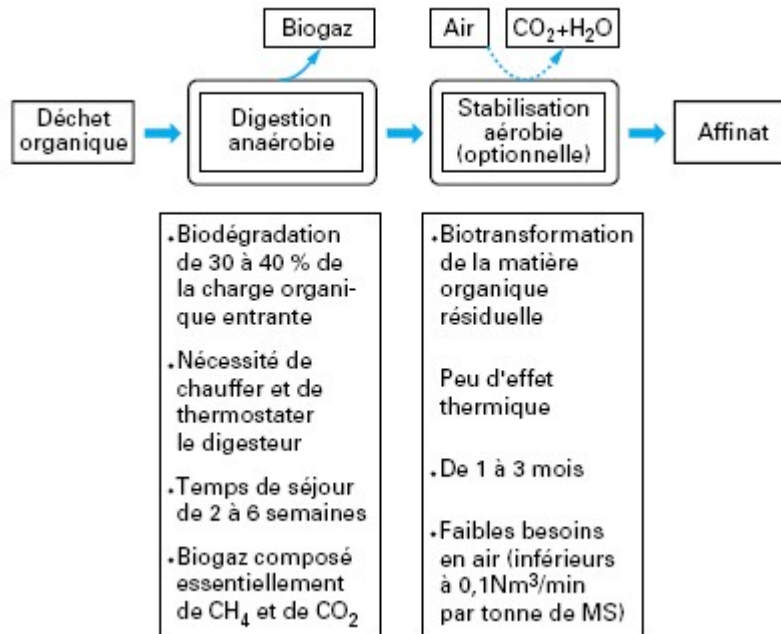 Biogaz
Air
CO₂+H₂O
Déchet
organique
Digestion
anaérobie
Stabilisation
aérobie
(optionnelle)
Affinat
•Biodégradation
de 30 à 40 % de
la charge organi-
que entrante
•Nécessité de
chauffer et de
thermostater
le digesteur
•Temps de séjour
de 2 à 6 semaines
•Biogaz composé
essentiellement
de CH₄ et de CO₂
•Biotransformation
de la matière
organique
résiduelle
Peu d'effet
thermique
•De 1 à 3 mois
•Faibles besoins
en air (inférieurs
à 0,1Nm³/min
par tonne de MS)